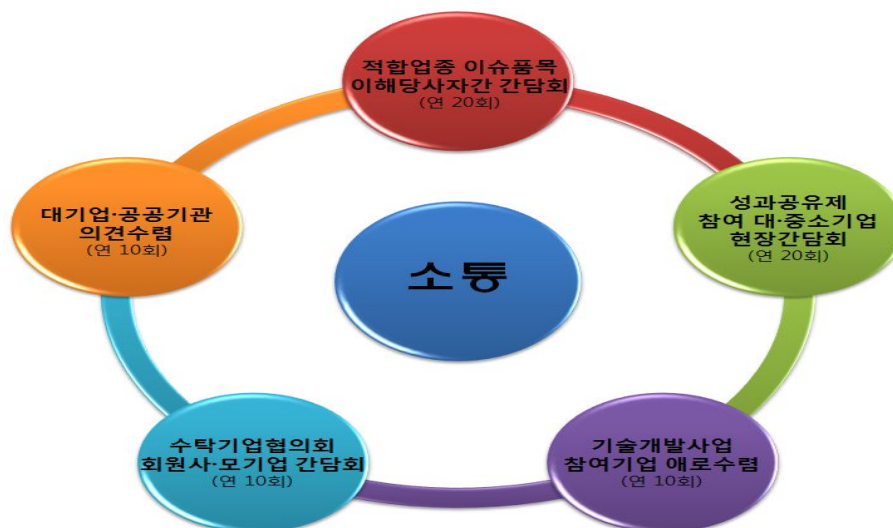 적합업종 이슈품목
이해당사자간 간담회
(연 20회)
대기업·공공기관
의견수렴
(연 10회)
성과공유제
참여 대·중소기업
현장간담회
(연 20회)
소통
수탁기업협의회
회원사·모기업 간담회
(연 10회)
기술개발사업
참여기업 애로수렴
(연 10회)